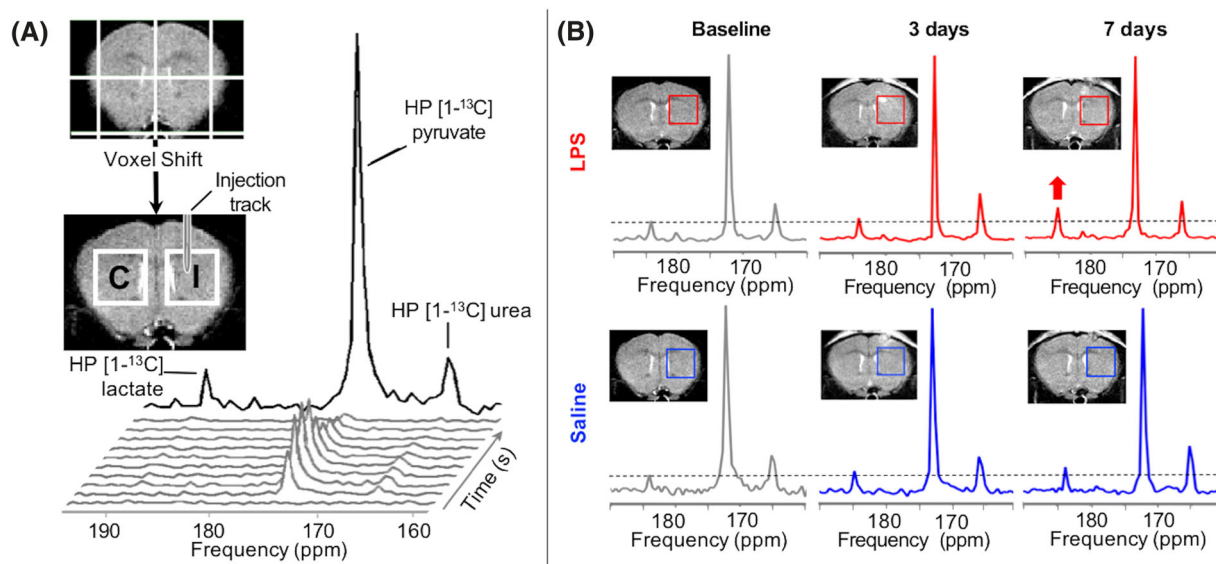 (A)
Voxel Shift
Injection
track
C
I
HP [1-¹³C]
pyruvate
HP [1-¹³C] urea
HP [1-¹³C]
lactate
Time (s)
190
180
170
160
Frequency (ppm)
(B)
Baseline
3 days
7 days
LPS
180
170
Frequency (ppm)
180
170
Frequency (ppm)
180
170
Frequency (ppm)
Saline
180
170
Frequency (ppm)
180
170
Frequency (ppm)
180
170
Frequency (ppm)